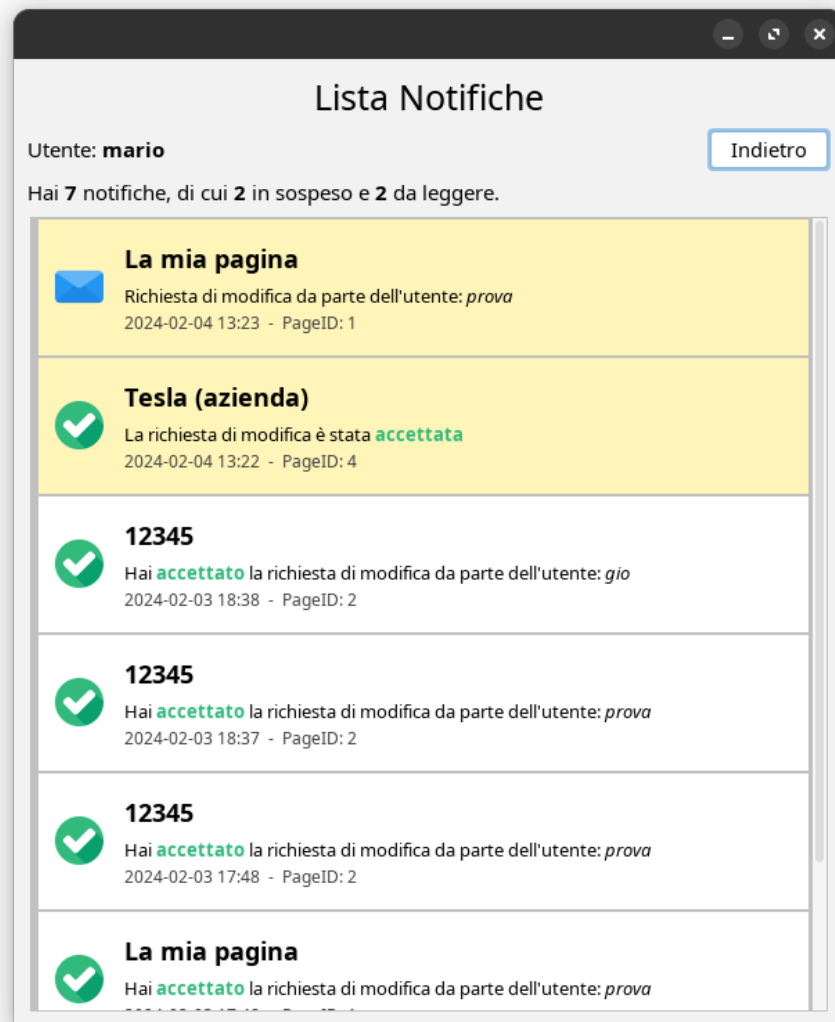 Lista Notifiche
Utente: mario
Indietro
Hai 7 notifiche, di cui 2 in sospeso e 2 da leggere.
La mia pagina
Richiesta di modifica da parte dell'utente: prova
2024-02-04 13:23 - PageID: 1
Tesla (azienda)
La richiesta di modifica è stata accettata
2024-02-04 13:22 - PageID: 4
12345
Hai accettato la richiesta di modifica da parte dell'utente: gio
2024-02-03 18:38 - PageID: 2
12345
Hai accettato la richiesta di modifica da parte dell'utente: prova
2024-02-03 18:37 - PageID: 2
12345
Hai accettato la richiesta di modifica da parte dell'utente: prova
2024-02-03 17:48 - PageID: 2
La mia pagina
Hai accettato la richiesta di modifica da parte dell'utente: prova